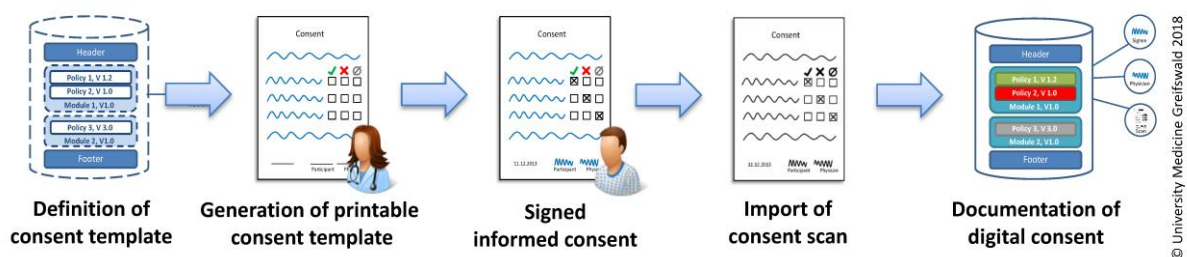 Header
Policy 1, V 1.2
Policy 2, V 1.0
Module 1, V1.0
Policy 3, V 3.0
Module 2, V1.0
Footer
Definition of
consent template
Consent
Participant
Generation of printable
consent template
Consent
11.12.2013
Participant
Signed
informed consent
Consent
11.12.2013
Participant Physician
Import of
consent scan
Header
Policy 1, V 1.2
Policy 2, V 1.0
Module 1, V1.0
Policy 3, V 3.0
Module 2, V1.0
Footer
Signee
Physician
Scan
Documentation of
digital consent
© University Medicine Greifswald 2018